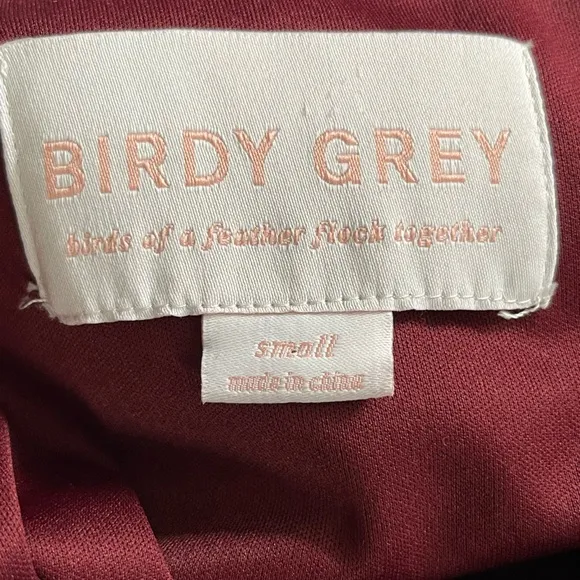 BIRDY GREY
birds of a feather flock together
small
made in china